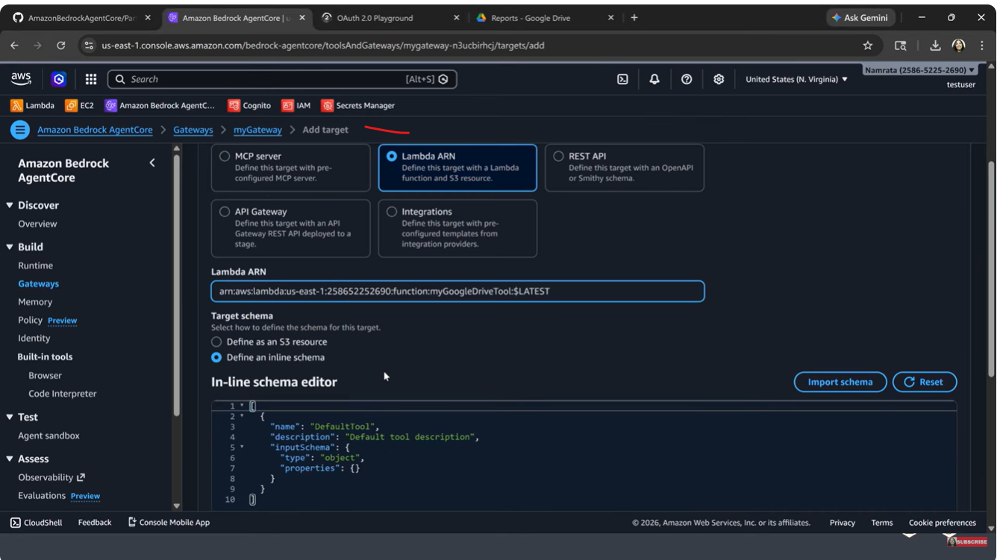 AmazonBedrockAgentCore/Par
Amazon Bedrock AgentCore | u
OAuth 2.0 Playground
Reports - Google Drive
Ask Gemini
us-east-1.console.aws.amazon.com/bedrock-agentcore/toolsAndGateways/mygateway-n3ucbirhcj/targets/add
aws
Search
[Alt+S]
United States (N. Virginia)
Namrata (2586-5225-2690)
testuser
Lambda
EC2
Amazon Bedrock AgentC...
Cognito
IAM
Secrets Manager
Amazon Bedrock AgentCore
Gateways
myGateway
Add target
Amazon Bedrock
AgentCore
Discover
Overview
Build
Runtime
Gateways
Memory
Policy Preview
Identity
Built-in tools
Browser
Code Interpreter
Test
Agent sandbox
Assess
Observability
Evaluations Preview
MCP server
Define this target with pre-
configured MCP server.
Lambda ARN
Define this target with a Lambda
function and S3 resource.
REST API
Define this target with an OpenAPI
or Smithy schema.
API Gateway
Define this target with an API
Gateway REST API deployed to a
stage.
Integrations
Define this target with pre-
configured templates from
integration providers.
Lambda ARN
arn:aws:lambda:us-east-1:258652252690:function:myGoogleDriveTool:$LATEST
Target schema
Select how to define the schema for this target.
Define as an S3 resource
Define an inline schema
In-line schema editor
Import schema
Reset
1 [
2 {
3 "name": "DefaultTool",
4 "description": "Default tool description",
5 "inputSchema": {
6 "type": "object",
7 "properties": {}
8 }
9 }
10 ]
CloudShell
Feedback
Console Mobile App
© 2026, Amazon Web Services, Inc. or its affiliates.
Privacy
Terms
Cookie preferences
SUBSCRIBE